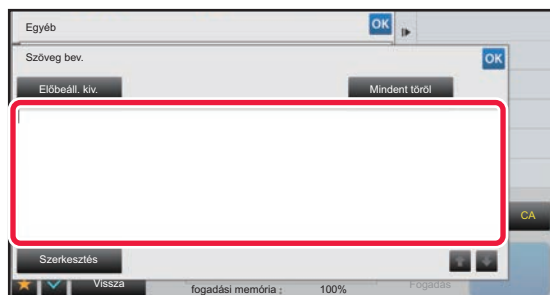 Egyéb
OK
Szöveg bev.
OK
Előbeáll. kiv.
Mindent töröl
CA
Szerkesztés
Vissza
fogadási memória ; 100%
Fogadás